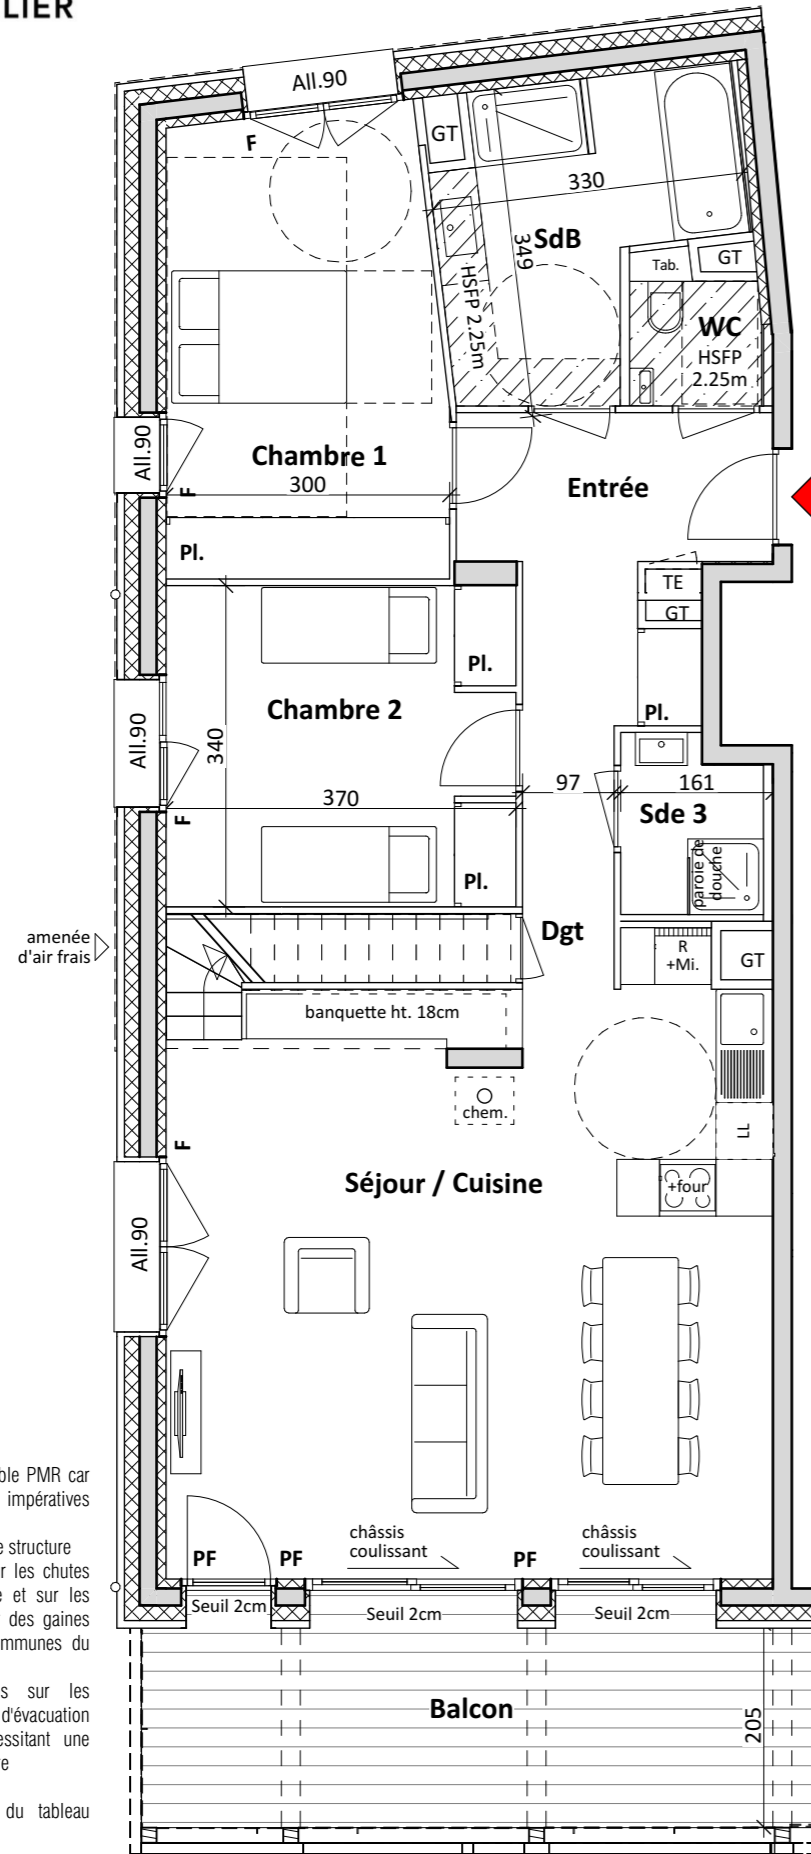 LIER
All.90
F
GT
330
SdB
349
HSFP 2.25m
Tab.
GT
WC
HSFP
2.25m
All.90
Chambre 1
300
F
Entrée
Pl.
TE
GT
Pl.
Pl.
All.90
Chambre 2
340
370
F
97
161
Sde 3
paroie de
douche
Pl.
amenée
d'air frais
Dgt
R
+Mi.
GT
banquette ht. 18cm
chem.
LL
F
Séjour / Cuisine
+four
All.90
ble PMR car
impératives
e structure
r les chutes
e et sur les
des gaines
ommunes du
s sur les
d'évacuation
essitant une
re
du tableau
châssis
coulissant
châssis
coulissant
PF
PF
PF
Seuil 2cm
Seuil 2cm
Seuil 2cm
Balcon
205